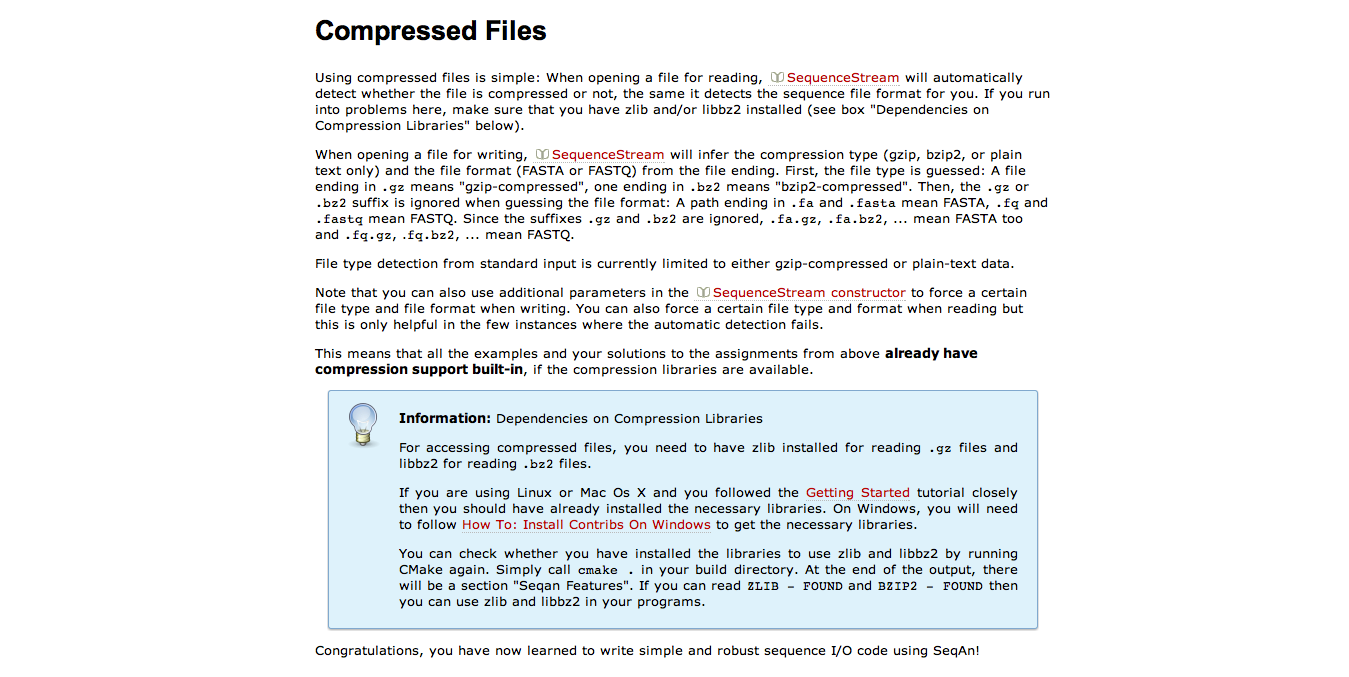 Compressed Files
Using compressed files is simple: When opening a file for reading, SequenceStream will automatically
detect whether the file is compressed or not, the same it detects the sequence file format for you. If you run
into problems here, make sure that you have zlib and/or libbz2 installed (see box "Dependencies on
Compression Libraries" below).
When opening a file for writing, SequenceStream will infer the compression type (gzip, bzip2, or plain
text only) and the file format (FASTA or FASTQ) from the file ending. First, the file type is guessed: A file
ending in .gz means "gzip-compressed", one ending in .bz2 means "bzip2-compressed". Then, the .gz or
.bz2 suffix is ignored when guessing the file format: A path ending in .fa and .fasta mean FASTA, .fq and
.fastq mean FASTQ. Since the suffixes .gz and .bz2 are ignored, .fa.gz, .fa.bz2, ... mean FASTA too
and .fq.gz, .fq.bz2, ... mean FASTQ.
File type detection from standard input is currently limited to either gzip-compressed or plain-text data.
Note that you can also use additional parameters in the SequenceStream constructor to force a certain
file type and file format when writing. You can also force a certain file type and format when reading but
this is only helpful in the few instances where the automatic detection fails.
This means that all the examples and your solutions to the assignments from above already have
compression support built-in, if the compression libraries are available.
Information: Dependencies on Compression Libraries
For accessing compressed files, you need to have zlib installed for reading .gz files and
libbz2 for reading .bz2 files.
If you are using Linux or Mac Os X and you followed the Getting Started tutorial closely
then you should have already installed the necessary libraries. On Windows, you will need
to follow How To: Install Contribs On Windows to get the necessary libraries.
You can check whether you have installed the libraries to use zlib and libbz2 by running
CMake again. Simply call cmake . in your build directory. At the end of the output, there
will be a section "Seqan Features". If you can read ZLIB - FOUND and BZIP2 - FOUND then
you can use zlib and libbz2 in your programs.
Congratulations, you have now learned to write simple and robust sequence I/O code using SeqAn!